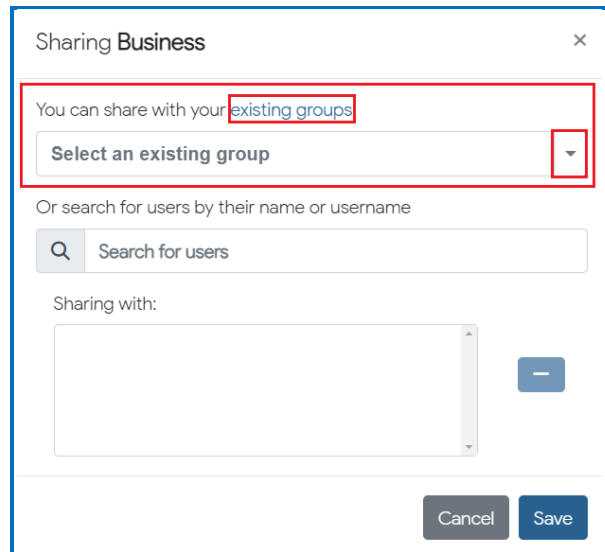 Sharing Business ×
You can share with your existing groups
Select an existing group
Or search for users by their name or username
Search for users
Sharing with:
Cancel Save